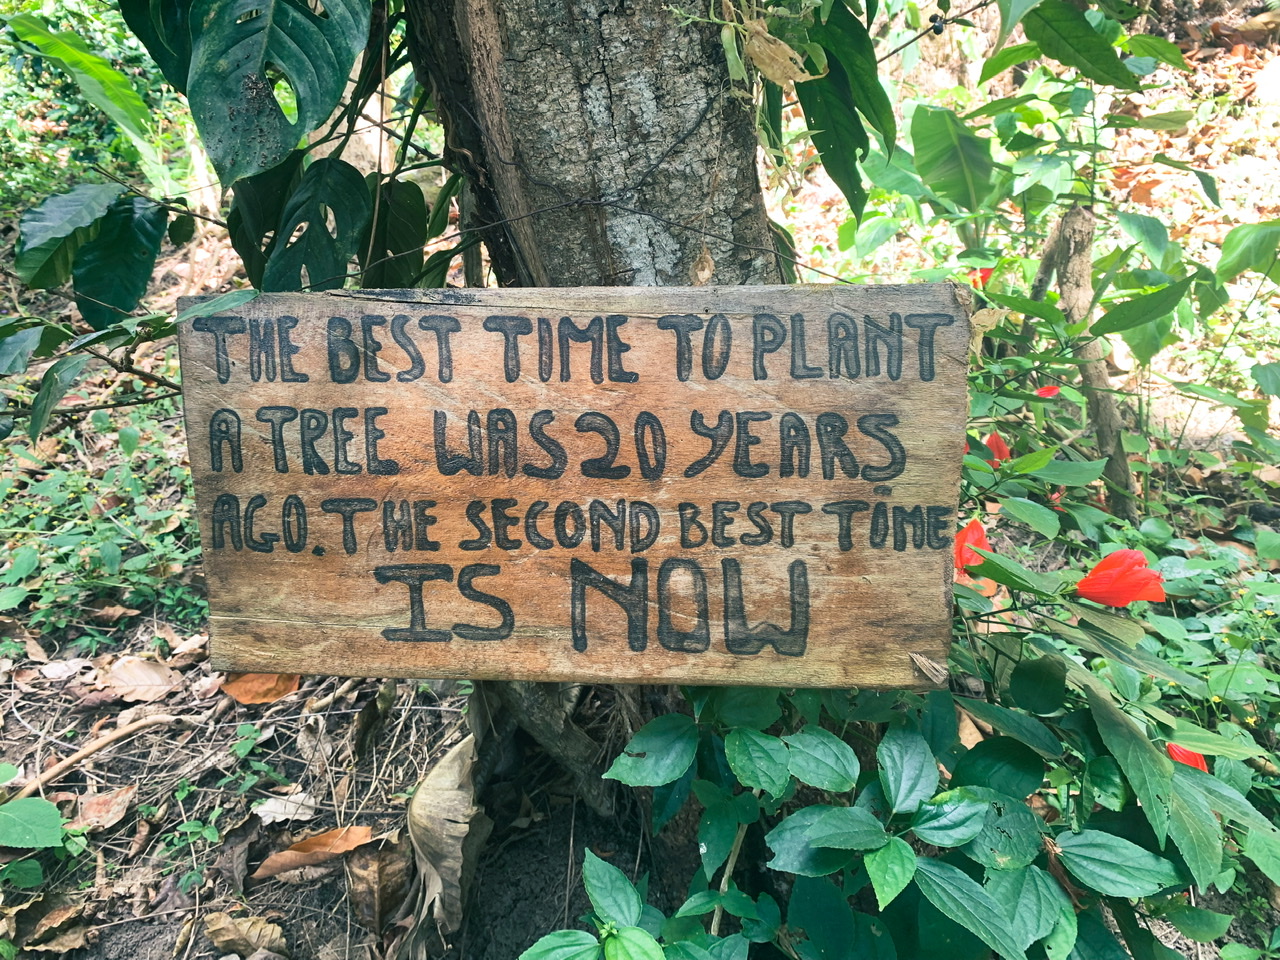 THE BEST TIME TO PLANT
A TREE WAS 20 YEARS
AGO. THE SECOND BEST TIME
IS NOW